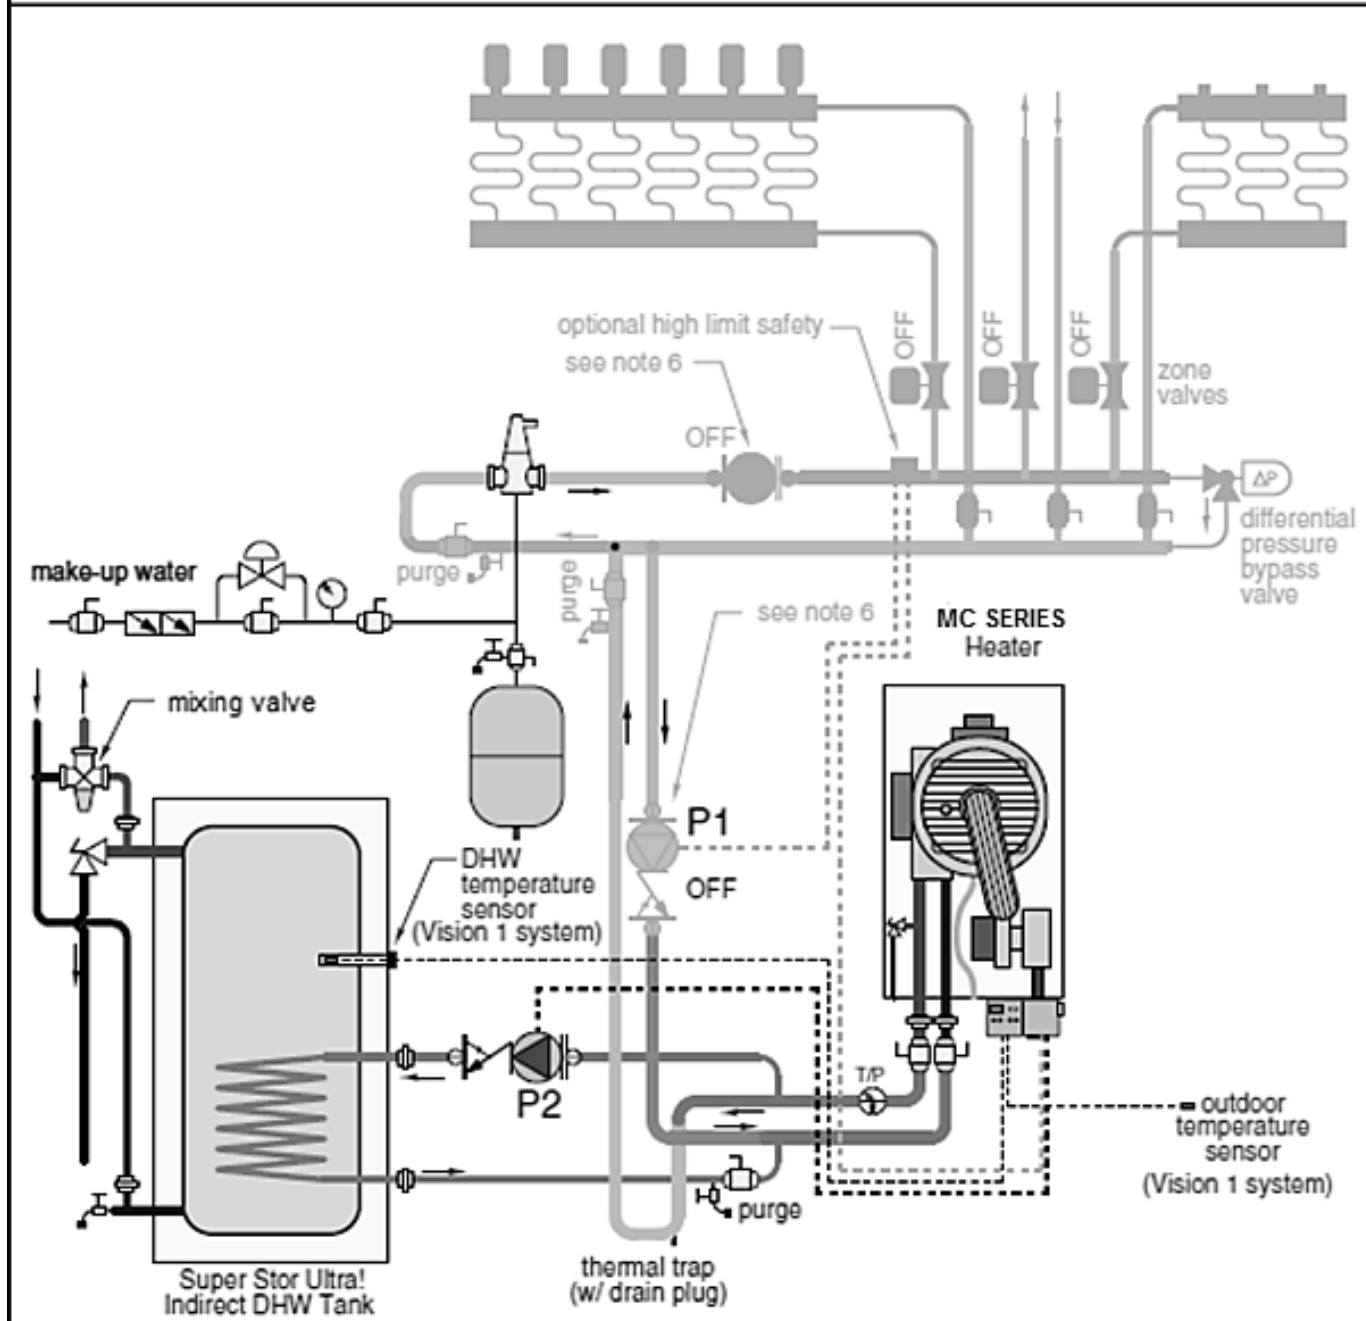 optional high limit safety
see note 6
OFF
OFF
OFF
OFF
zone
valves
ΔP
differential
pressure
bypass
valve
purge
purge
make-up water
see note 6
MC SERIES
Heater
mixing valve
P1
OFF
DHW
temperature
sensor
(Vision 1 system)
P2
T/P
outdoor
temperature
sensor
(Vision 1 system)
purge
thermal trap
(w/ drain plug)
Super Stor Ultra!
Indirect DHW Tank